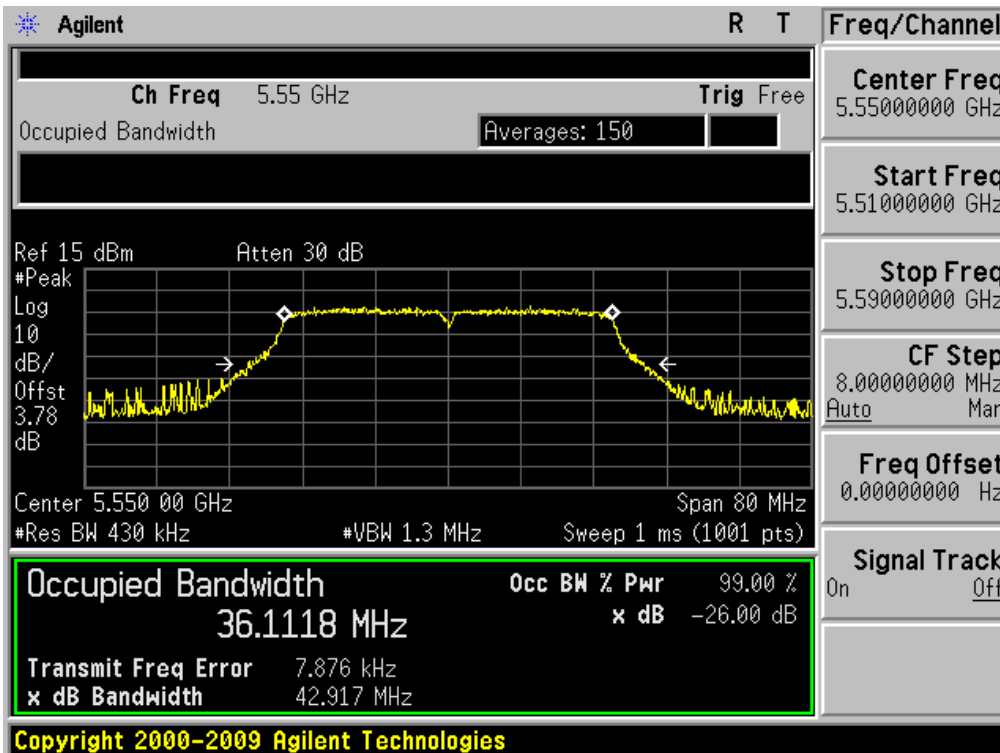 Agilent R T Freq/Channel
Ch Freq 5.55 GHz Trig Free
Occupied Bandwidth Averages: 150
Center Freq
5.55000000 GHz
Start Freq
5.51000000 GHz
Stop Freq
5.59000000 GHz
CF Step
8.00000000 MHz
Auto Man
Freq Offset
0.00000000 Hz
Signal Track
On Off
Ref 15 dBm Atten 30 dB
#Peak
Log
10
dB/
Offst
3.78
dB
Center 5.550 00 GHz Span 80 MHz
#Res BW 430 kHz #VBW 1.3 MHz Sweep 1 ms (1001 pts)
Occupied Bandwidth Occ BW % Pwr 99.00 %
36.1118 MHz x dB -26.00 dB
Transmit Freq Error 7.876 kHz
x dB Bandwidth 42.917 MHz
Copyright 2000-2009 Agilent Technologies